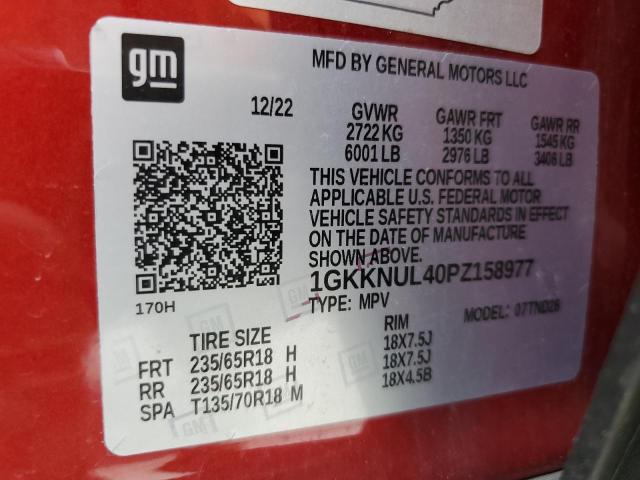 gm
MFD BY GENERAL MOTORS LLC
12/22 GVWR GAWR FRT GAWR RR
2722 KG 1350 KG 1545 KG
6001 LB 2976 LB 3406 LB
THIS VEHICLE CONFORMS TO ALL
APPLICABLE U.S. FEDERAL MOTOR
VEHICLE SAFETY STANDARDS IN EFFECT
ON THE DATE OF MANUFACTURE
SHOWN ABOVE.
1GKKNUL40PZ158977
170H
TYPE: MPV MODEL: 07TND26
TIRE SIZE RIM
FRT 235/65R18 H 18X7.5J
RR 235/65R18 H 18X7.5J
SPA T135/70R18 M 18X4.5B